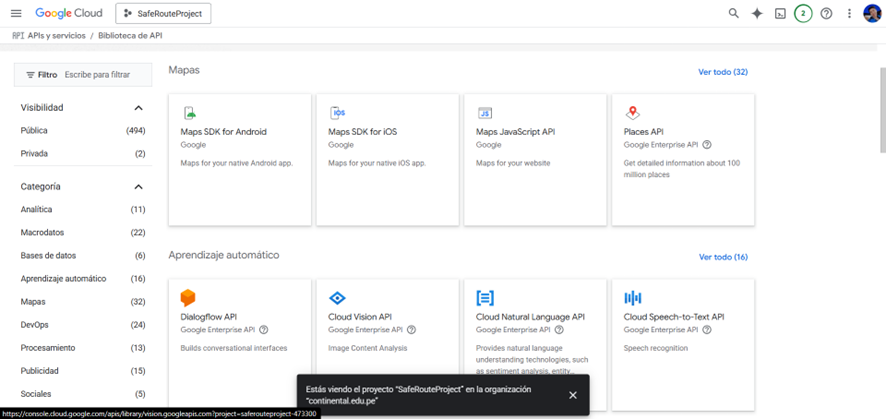 Google Cloud
SafeRouteProject
2
API APIs y servicios / Biblioteca de API
Filtro Escribe para filtrar
Visibilidad
Pública (494)
Privada (2)
Categoría
Analítica (11)
Macrodatos (22)
Bases de datos (6)
Aprendizaje automático (16)
Mapas (32)
DevOps (24)
Procesamiento (13)
Publicidad (15)
Sociales (5)
Mapas
Ver todo (32)
Maps SDK for Android
Google
Maps for your native Android app.
iOS
Maps SDK for iOS
Google
Maps for your native iOS app.
JS
Maps JavaScript API
Google
Maps for your website
Places API
Google Enterprise API
Get detailed information about 100
million places
Aprendizaje automático
Ver todo (16)
Dialogflow API
Google Enterprise API
Builds conversational interfaces
Cloud Vision API
Google Enterprise API
Image Content Analysis
Cloud Natural Language API
Google Enterprise API
Provides natural language
understanding technologies, such
as sentiment analysis, entity
Cloud Speech-to-Text API
Google Enterprise API
Speech recognition
Estás viendo el proyecto "SafeRouteProject" en la organización
"continental.edu.pe"
https://console.cloud.google.com/apis/library/vision.googleapis.com?project=saferouteproject-473300